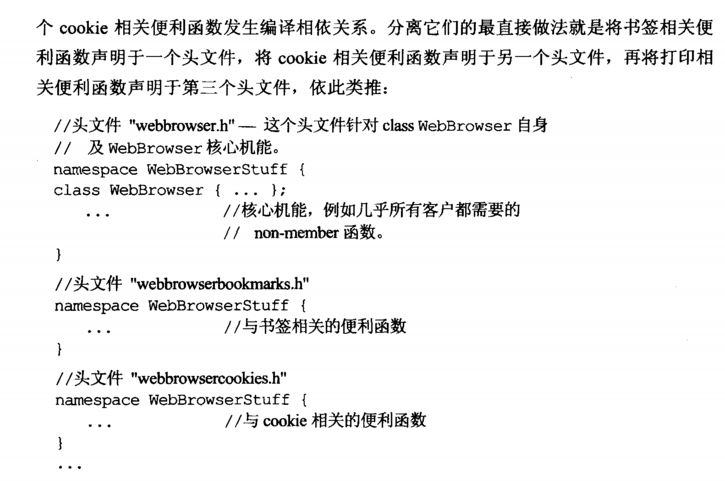 个 cookie 相关便利函数发生编译相依关系。分离它们的最直接做法就是将书签相关便
利函数声明于一个头文件，将 cookie 相关便利函数声明于另一个头文件，再将打印相
关便利函数声明于第三个头文件，依此类推：
//头文件 "webbrowser.h"— 这个头文件针对 class WebBrowser 自身
// 及 WebBrowser 核心机能。
namespace WebBrowserStuff {
class WebBrowser { ... };
... //核心机能，例如几乎所有客户都需要的
// non-member 函数。
}
//头文件 "webbrowserbookmarks.h"
namespace WebBrowserStuff {
... //与书签相关的便利函数
}
//头文件 "webbrowsercookies.h"
namespace WebBrowserStuff {
... //与 cookie 相关的便利函数
}
...